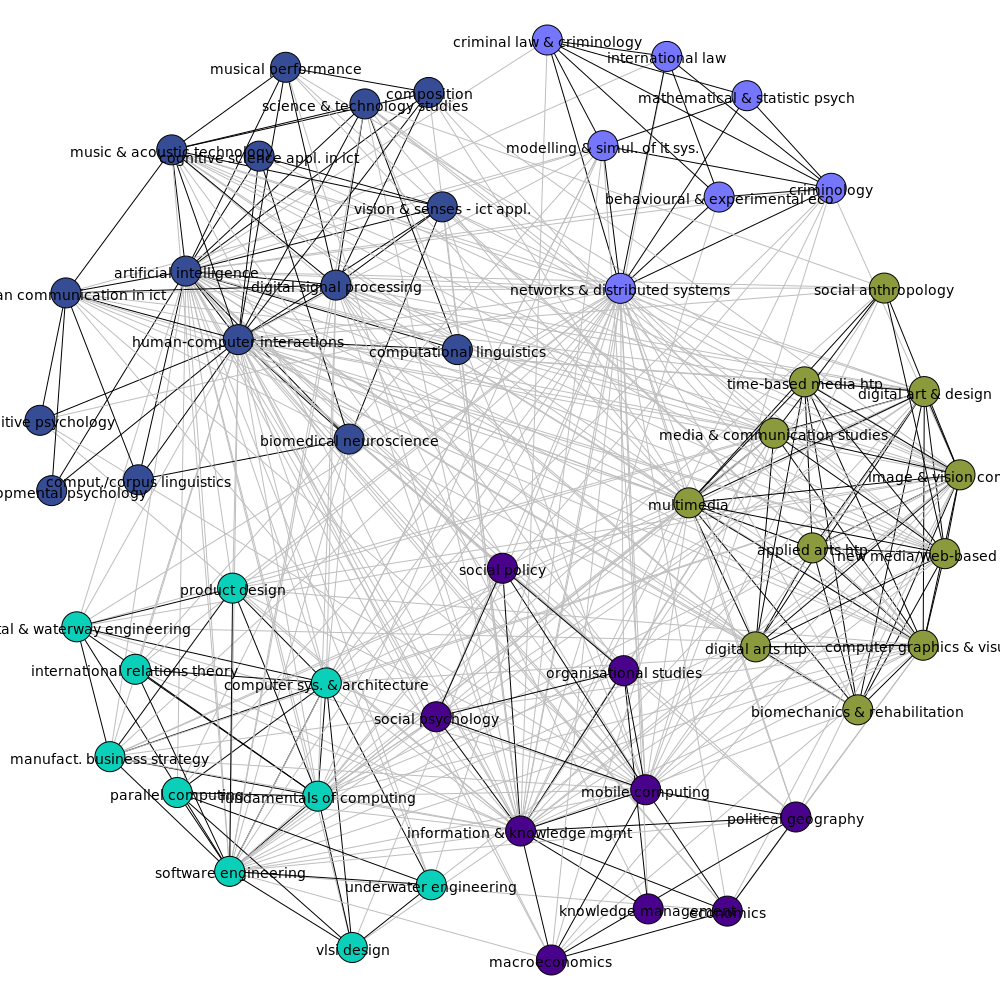 criminal law & criminology
international law
musical performance
composition
science & technology studies
mathematical & statistic psych
music & acoustic technology
cognitive science appl. in ict
modelling & simul. of it sys.
criminology
behavioural & experimental eco
vision & senses - ict appl.
artificial intelligence
digital signal processing
an communication in ict
networks & distributed systems
social anthropology
human-computer interactions
computational linguistics
time-based media htp
digital art & design
itive psychology
biomedical neuroscience
media & communication studies
image & vision con
comput./corpus linguistics
opmental psychology
multimedia
applied arts htp
new media/web-based
social policy
product design
tal & waterway engineering
digital arts htp
computer graphics & visu
international relations theory
computer sys. & architecture
organisational studies
social psychology
biomechanics & rehabilitation
manufact. business strategy
parallel computing
fundamentals of computing
mobile computing
information & knowledge mgmt
political geography
software engineering
underwater engineering
knowledge management
economics
vlsi design
macroeconomics